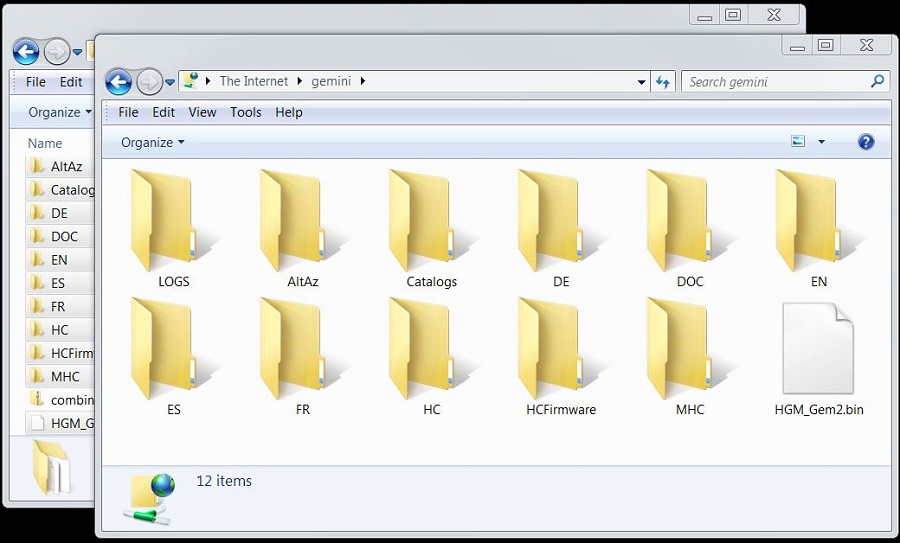 File Edit
Organize
Name
AltAz
Catalog
DE
DOC
EN
ES
FR
HC
HCFirm
MHC
combin
HGM_G
The Internet gemini
Search gemini
File Edit View Tools Help
Organize
LOGS AltAz Catalogs DE DOC EN
ES FR HC HCFirmware MHC HGM_Gem2.bin
12 items